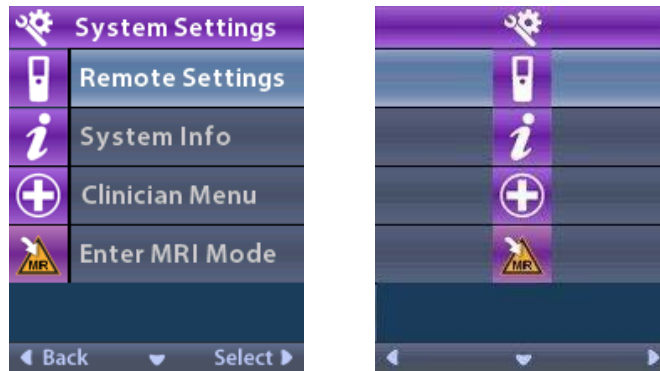 System Settings
Remote Settings
i System Info
Clinician Menu
MR Enter MRI Mode
Back Select
i
MR